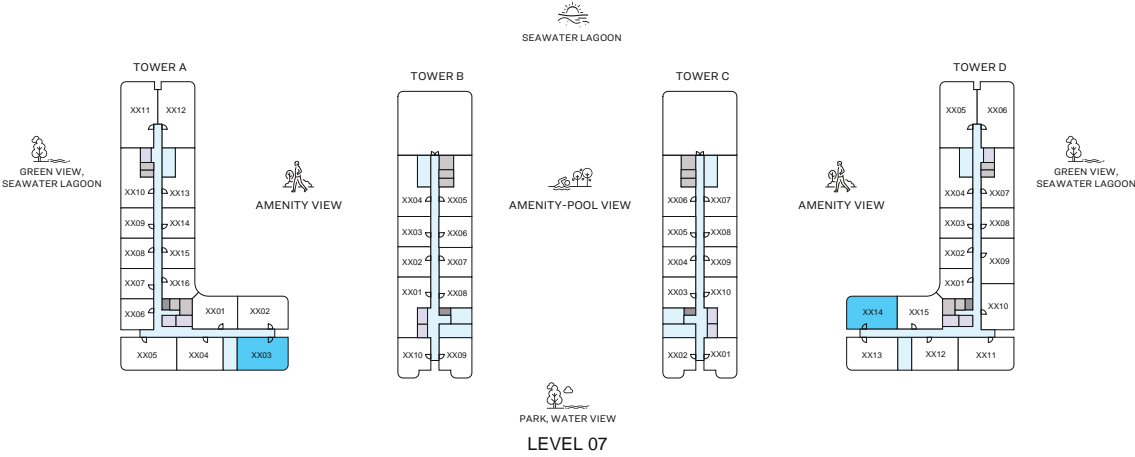 SEAWATER LAGOON
TOWER A
TOWER B
TOWER C
TOWER D
XX11
XX12
XX10
XX13
XX09
XX14
XX08
XX15
XX07
XX16
XX06
XX01
XX02
XX05
XX04
XX03
GREEN VIEW,
SEAWATER LAGOON
AMENITY VIEW
XX04
XX05
XX03
XX06
XX02
XX07
XX01
XX08
XX10
XX09
AMENITY-POOL VIEW
XX06
XX07
XX05
XX08
XX04
XX09
XX03
XX10
XX02
XX01
AMENITY VIEW
XX05
XX06
XX04
XX07
XX03
XX08
XX02
XX09
XX01
XX10
XX14
XX15
XX13
XX12
XX11
GREEN VIEW,
SEAWATER LAGOON
PARK, WATER VIEW
LEVEL 07